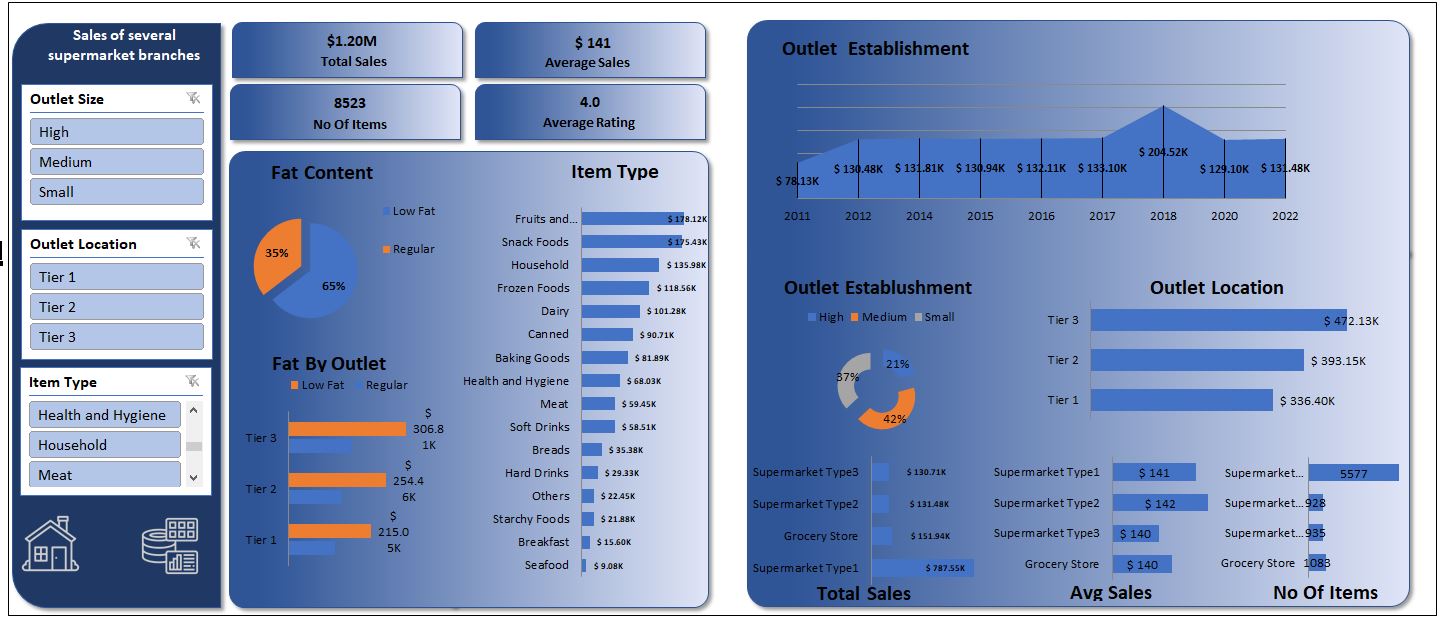 Sales of several
supermarket branches
Outlet Size
High
Medium
Small
Outlet Location
Tier 1
Tier 2
Tier 3
Item Type
Health and Hygiene
Household
Meat
$1.20M
Total Sales
$ 141
Average Sales
8523
No Of Items
4.0
Average Rating
Fat Content
Low Fat
Regular
35%
65%
Fat By Outlet
Low Fat Regular
Tier 3
$
306.8
1K
Tier 2
$
254.4
6K
Tier 1
$
215.0
5K
Item Type
Fruits and... $ 178.12K
Snack Foods $ 175.43K
Household $ 135.98K
Frozen Foods $ 118.56K
Dairy $ 101.28K
Canned $ 90.71K
Baking Goods $ 81.89K
Health and Hygiene $ 68.03K
Meat $ 59.45K
Soft Drinks $ 58.51K
Breads $ 35.38K
Hard Drinks $ 29.33K
Others $ 22.45K
Starchy Foods $ 21.88K
Breakfast $ 15.60K
Seafood $ 9.08K
Outlet Establishment
$ 78.13K $ 130.48K $ 131.81K $ 130.94K $ 132.11K $ 133.10K $ 204.52K $ 129.10K $ 131.48K
2011 2012 2014 2015 2016 2017 2018 2020 2022
Outlet Establushment
High Medium Small
21%
37%
42%
Outlet Location
Tier 3 $ 472.13K
Tier 2 $ 393.15K
Tier 1 $ 336.40K
Supermarket Type3 $ 130.71K
Supermarket Type2 $ 131.48K
Grocery Store $ 151.94K
Supermarket Type1 $ 787.55K
Total Sales
Supermarket Type1 $ 141
Supermarket Type2 $ 142
Supermarket Type3 $ 140
Grocery Store $ 140
Avg Sales
Supermarket... 5577
Supermarket... 928
Supermarket... 935
Grocery Store 1083
No Of Items